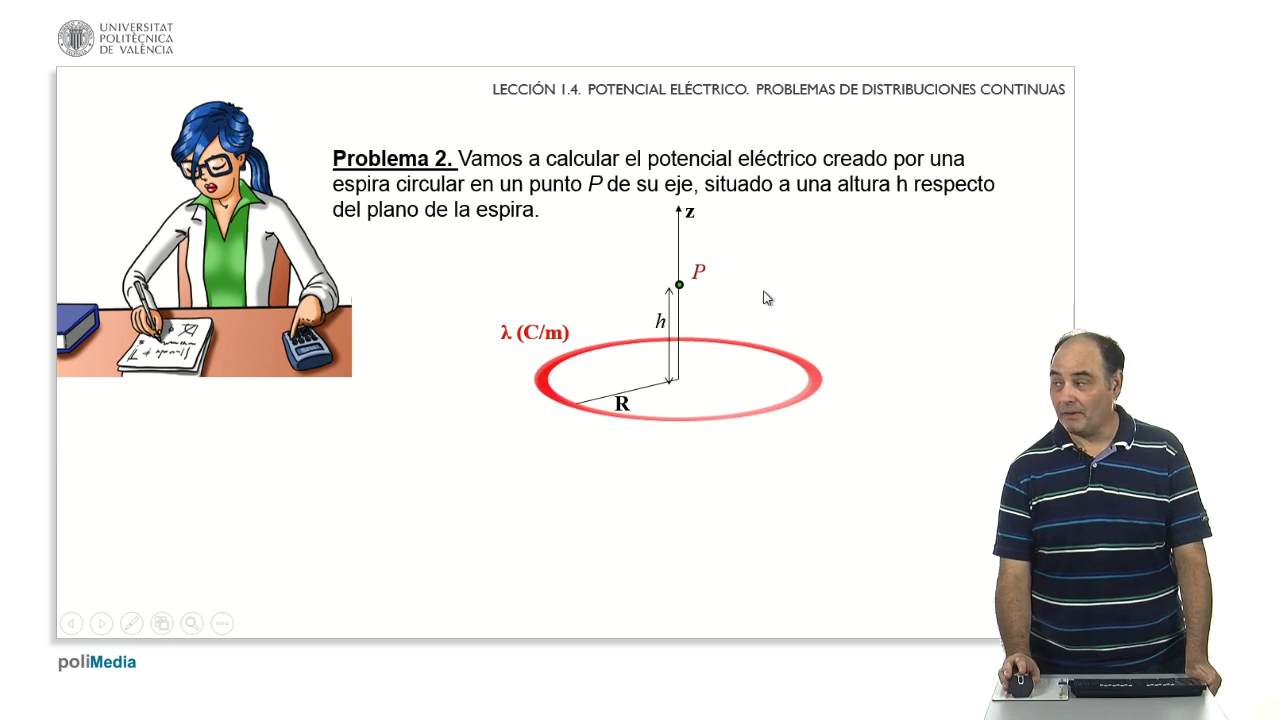 UNIVERSITAT
POLITÈCNICA
DE VALÈNCIA
LECCIÓN 1.4. POTENCIAL ELÉCTRICO. PROBLEMAS DE DISTRIBUCIONES CONTINUAS
Problema 2. Vamos a calcular el potencial eléctrico creado por una
espira circular en un punto P de su eje, situado a una altura h respecto
del plano de la espira.
z
P
h
λ (C/m)
R
poliMedia